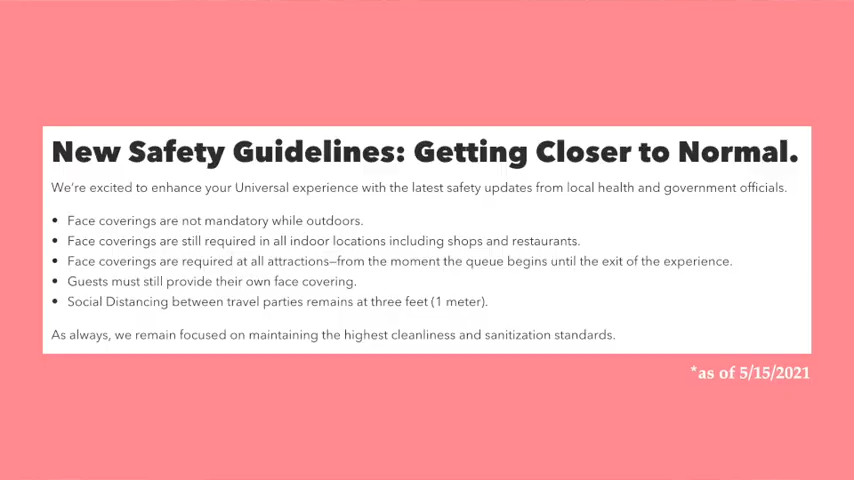 New Safety Guidelines: Getting Closer to Normal.
We're excited to enhance your Universal experience with the latest safety updates from local health and government officials.
• Face coverings are not mandatory while outdoors.
• Face coverings are still required in all indoor locations including shops and restaurants.
• Face coverings are required at all attractions—from the moment the queue begins until the exit of the experience.
• Guests must still provide their own face covering.
• Social Distancing between travel parties remains at three feet (1 meter).
As always, we remain focused on maintaining the highest cleanliness and sanitization standards.
*as of 5/15/2021